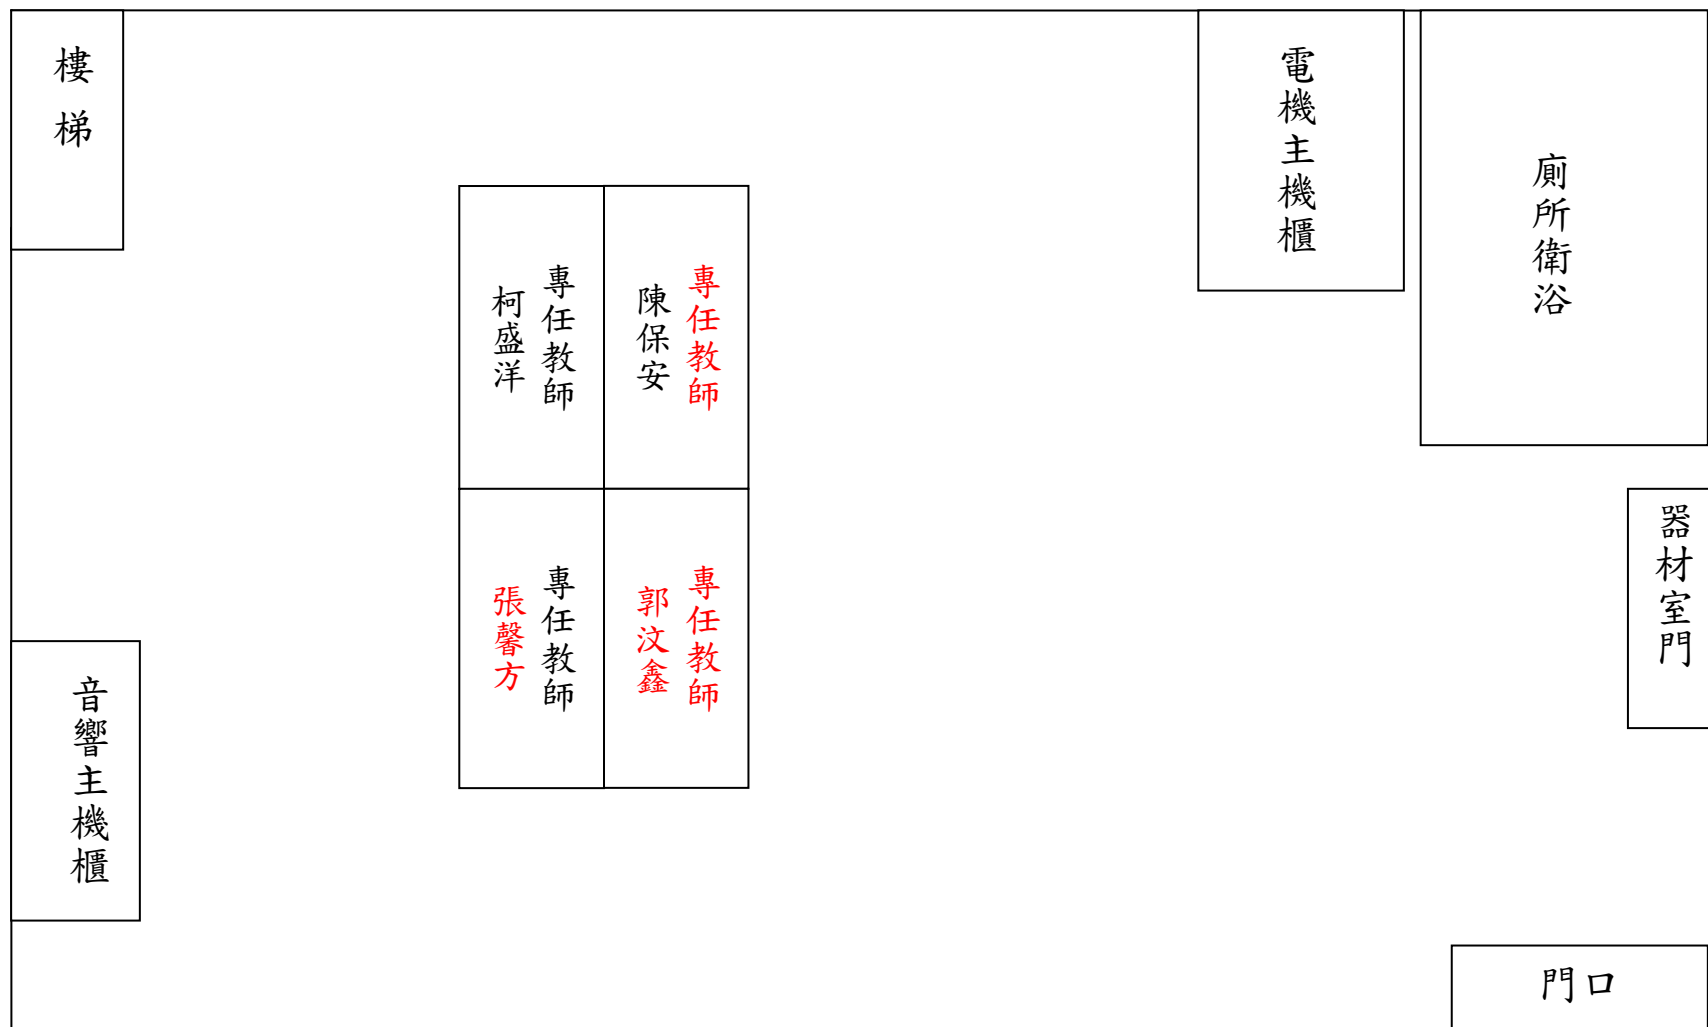 樓梯
電機主機櫃
廁所衛浴
專任教師
柯盛洋
專任教師
陳保安
專任教師
張馨方
專任教師
郭汶鑫
器材室門
音響主機櫃
門口